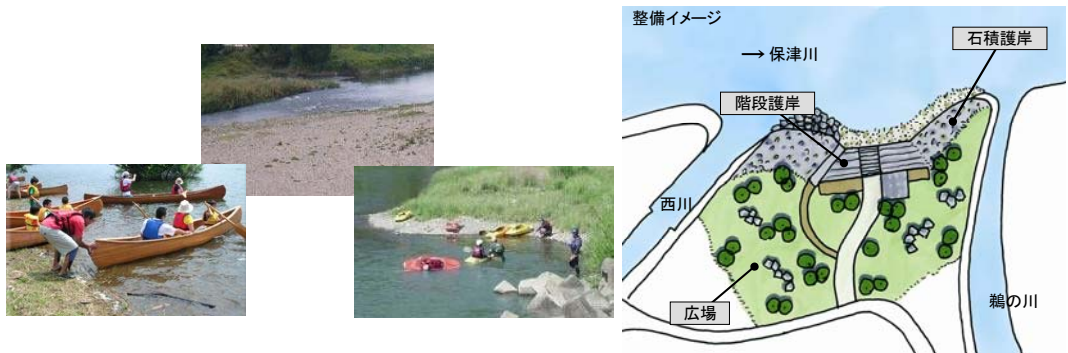 整備イメージ
→ 保津川
石積護岸
階段護岸
西川
広場
鵜の川